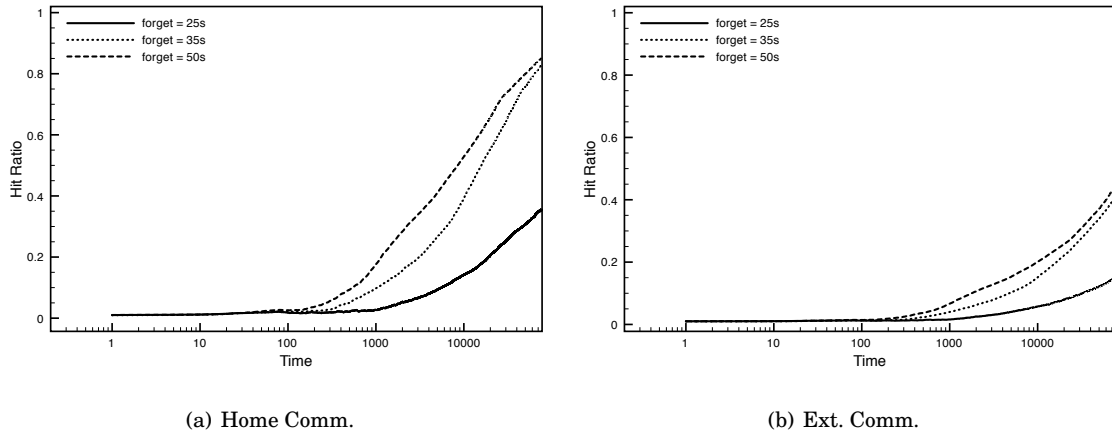 forget = 25s
forget = 35s
forget = 50s
1
0.8
0.6
0.4
0.2
0
Hit Ratio
1 10 100 1000 10000
Time
(a) Home Comm.
forget = 25s
forget = 35s
forget = 50s
1
0.8
0.6
0.4
0.2
0
Hit Ratio
1 10 100 1000 10000
Time
(b) Ext. Comm.